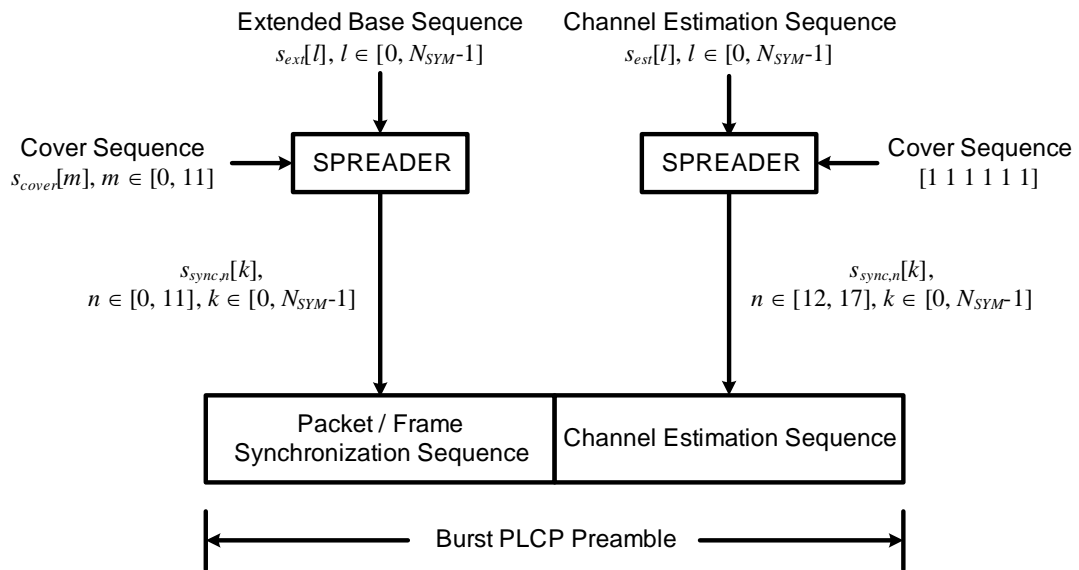 Extended Base Sequence
s_ext[l], l ∈ [0, N_SYM-1]
Channel Estimation Sequence
s_est[l], l ∈ [0, N_SYM-1]
Cover Sequence
s_cover[m], m ∈ [0, 11]
SPREADER
SPREADER
Cover Sequence
[1 1 1 1 1 1]
s_sync,n[k],
n ∈ [0, 11], k ∈ [0, N_SYM-1]
s_sync,n[k],
n ∈ [12, 17], k ∈ [0, N_SYM-1]
Packet / Frame
Synchronization Sequence
Channel Estimation Sequence
Burst PLCP Preamble